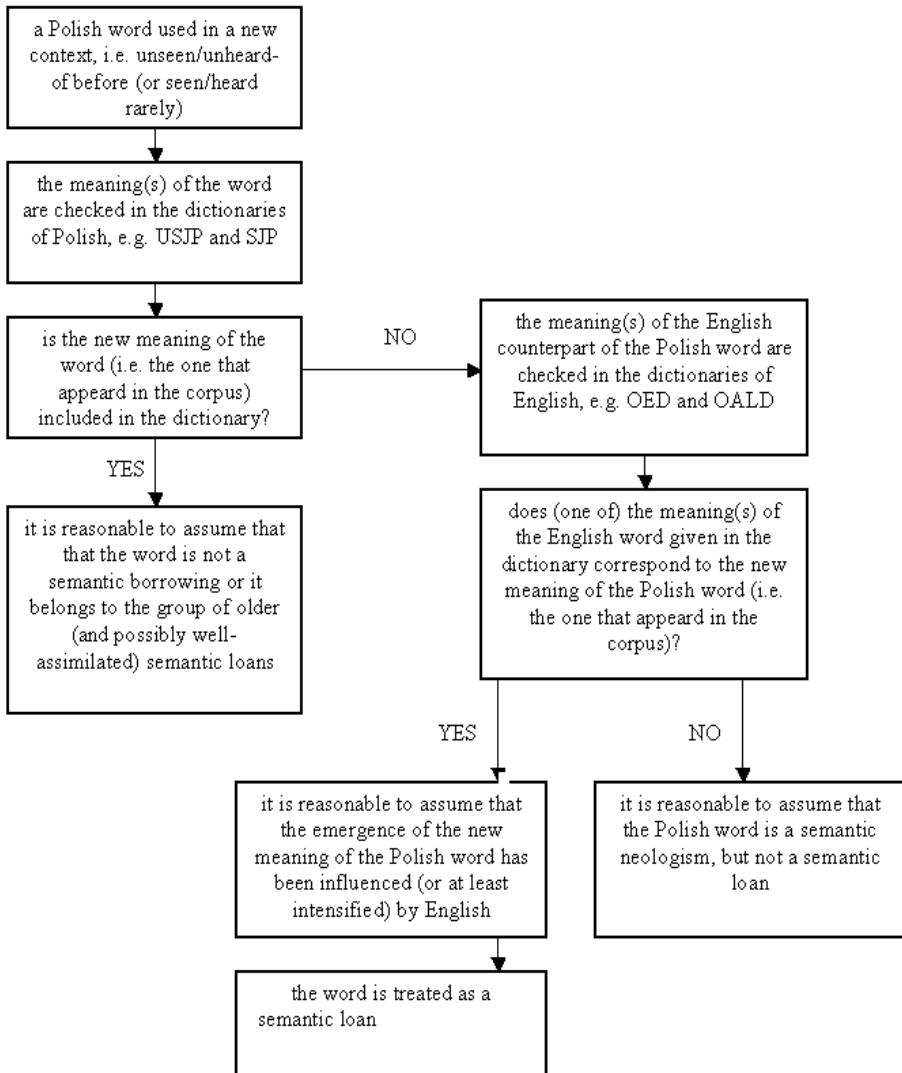 a Polish word used in a new
context, i.e. unseen/unheard-
of before (or seen/heard
rarely)
the meaning(s) of the word
are checked in the dictionaries
of Polish, e.g. USJP and SJP
is the new meaning of the
word (i.e. the one that
appeard in the corpus)
included in the dictionary?
NO
the meaning(s) of the English
counterpart of the Polish word are
checked in the dictionaries of
English, e.g. OED and OALD
YES
it is reasonable to assume that
that the word is not a
semantic borrowing or it
belongs to the group of older
(and possibly well-
assimilated) semantic loans
does (one of) the meaning(s) of
the English word given in the
dictionary correspond to the new
meaning of the Polish word (i.e.
the one that appeard in the
corpus)?
YES
NO
it is reasonable to assume that
the emergence of the new
meaning of the Polish word has
been influenced (or at least
intensified) by English
it is reasonable to assume that
the Polish word is a semantic
neologism, but not a semantic
loan
the word is treated as a
semantic loan